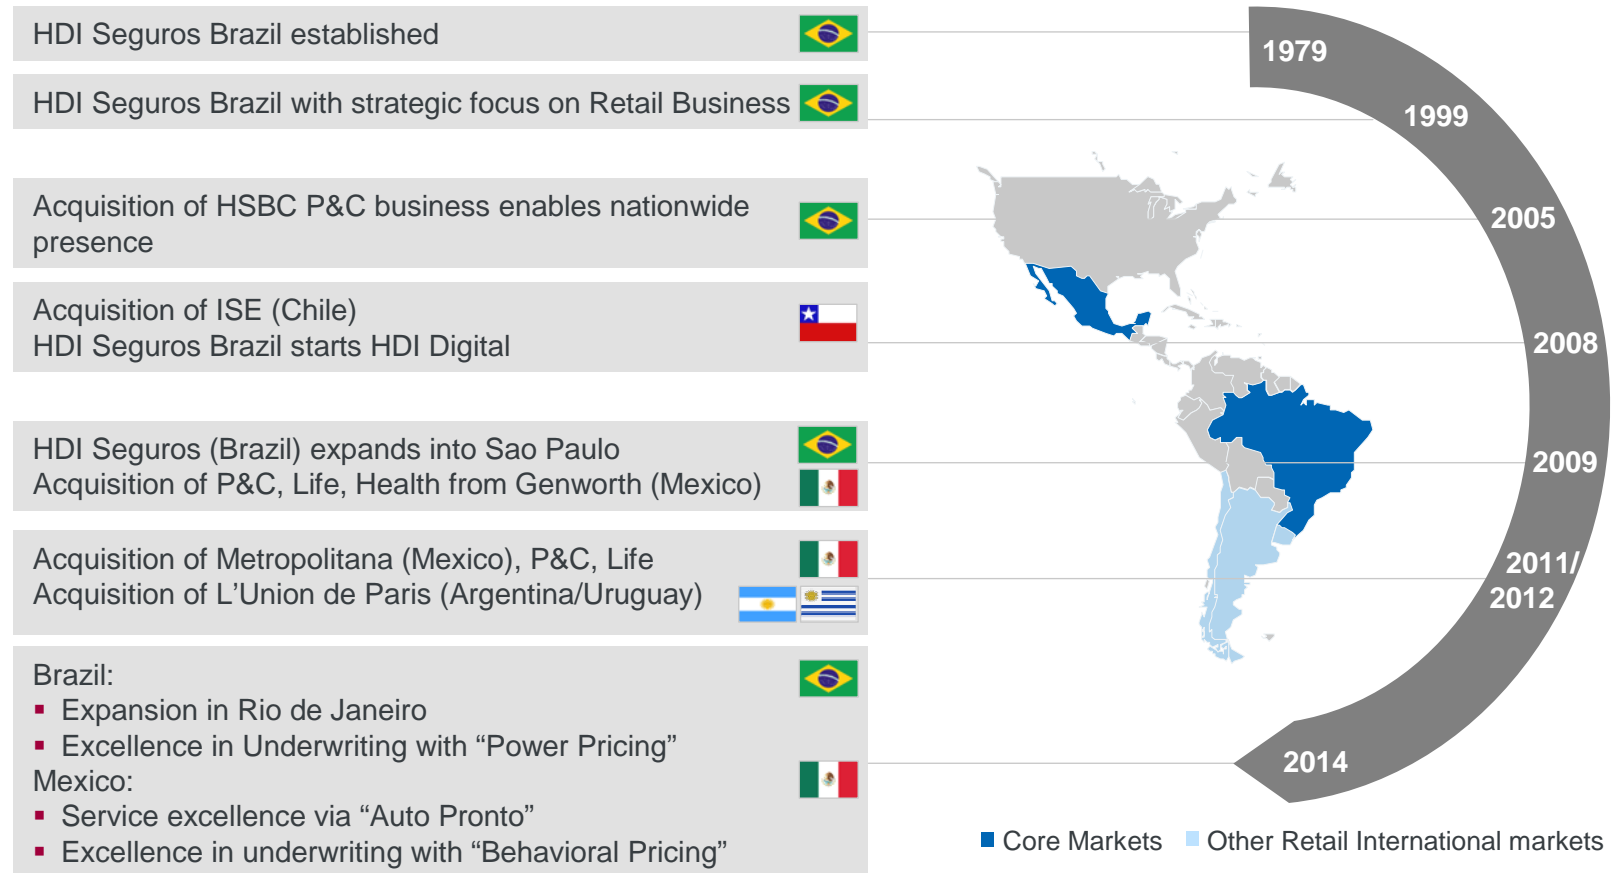 HDI Seguros Brazil established
1979
HDI Seguros Brazil with strategic focus on Retail Business
1999
Acquisition of HSBC P&C business enables nationwide
presence
2005
Acquisition of ISE (Chile)
HDI Seguros Brazil starts HDI Digital
2008
HDI Seguros (Brazil) expands into Sao Paulo
Acquisition of P&C, Life, Health from Genworth (Mexico)
2009
Acquisition of Metropolitana (Mexico), P&C, Life
Acquisition of L’Union de Paris (Argentina/Uruguay)
2011/
2012
Brazil:
▪ Expansion in Rio de Janeiro
▪ Excellence in Underwriting with “Power Pricing”
Mexico:
▪ Service excellence via “Auto Pronto”
▪ Excellence in underwriting with “Behavioral Pricing”
2014
Core Markets
Other Retail International markets